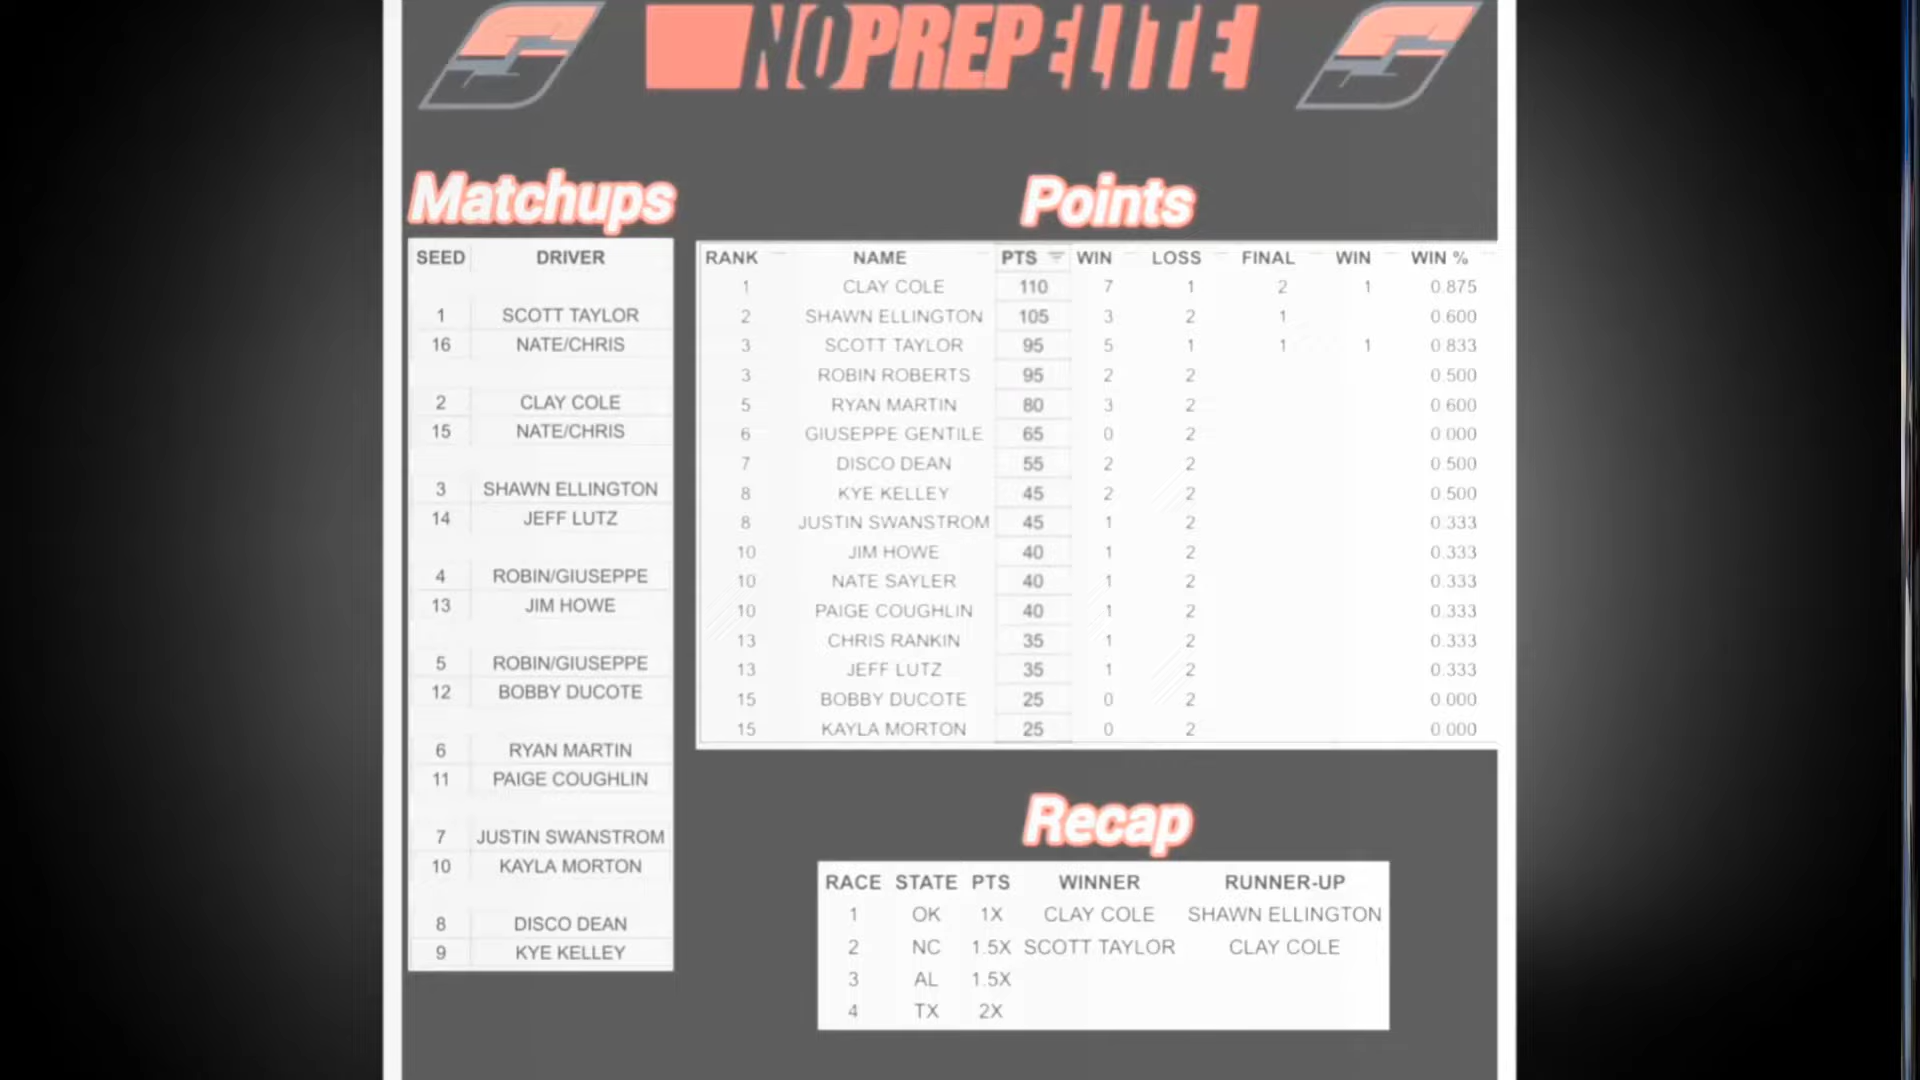 NOPREPELITE
Matchups
SEED DRIVER
1 SCOTT TAYLOR
16 NATE/CHRIS
2 CLAY COLE
15 NATE/CHRIS
3 SHAWN ELLINGTON
14 JEFF LUTZ
4 ROBIN/GIUSEPPE
13 JIM HOWE
5 ROBIN/GIUSEPPE
12 BOBBY DUCOTE
6 RYAN MARTIN
11 PAIGE COUGHLIN
7 JUSTIN SWANSTROM
10 KAYLA MORTON
8 DISCO DEAN
9 KYE KELLEY
Points
RANK NAME PTS WIN LOSS FINAL WIN WIN %
1 CLAY COLE 110 7 1 2 1 0.875
2 SHAWN ELLINGTON 105 3 2 1 0.600
3 SCOTT TAYLOR 95 5 1 1 1 0.833
3 ROBIN ROBERTS 95 2 2 0.500
5 RYAN MARTIN 80 3 2 0.600
6 GIUSEPPE GENTILE 65 0 2 0.000
7 DISCO DEAN 55 2 2 0.500
8 KYE KELLEY 45 2 2 0.500
8 JUSTIN SWANSTROM 45 1 2 0.333
10 JIM HOWE 40 1 2 0.333
10 NATE SAYLER 40 1 2 0.333
10 PAIGE COUGHLIN 40 1 2 0.333
13 CHRIS RANKIN 35 1 2 0.333
13 JEFF LUTZ 35 1 2 0.333
15 BOBBY DUCOTE 25 0 2 0.000
15 KAYLA MORTON 25 0 2 0.000
Recap
RACE STATE PTS WINNER RUNNER-UP
1 OK 1X CLAY COLE SHAWN ELLINGTON
2 NC 1.5X SCOTT TAYLOR CLAY COLE
3 AL 1.5X
4 TX 2X